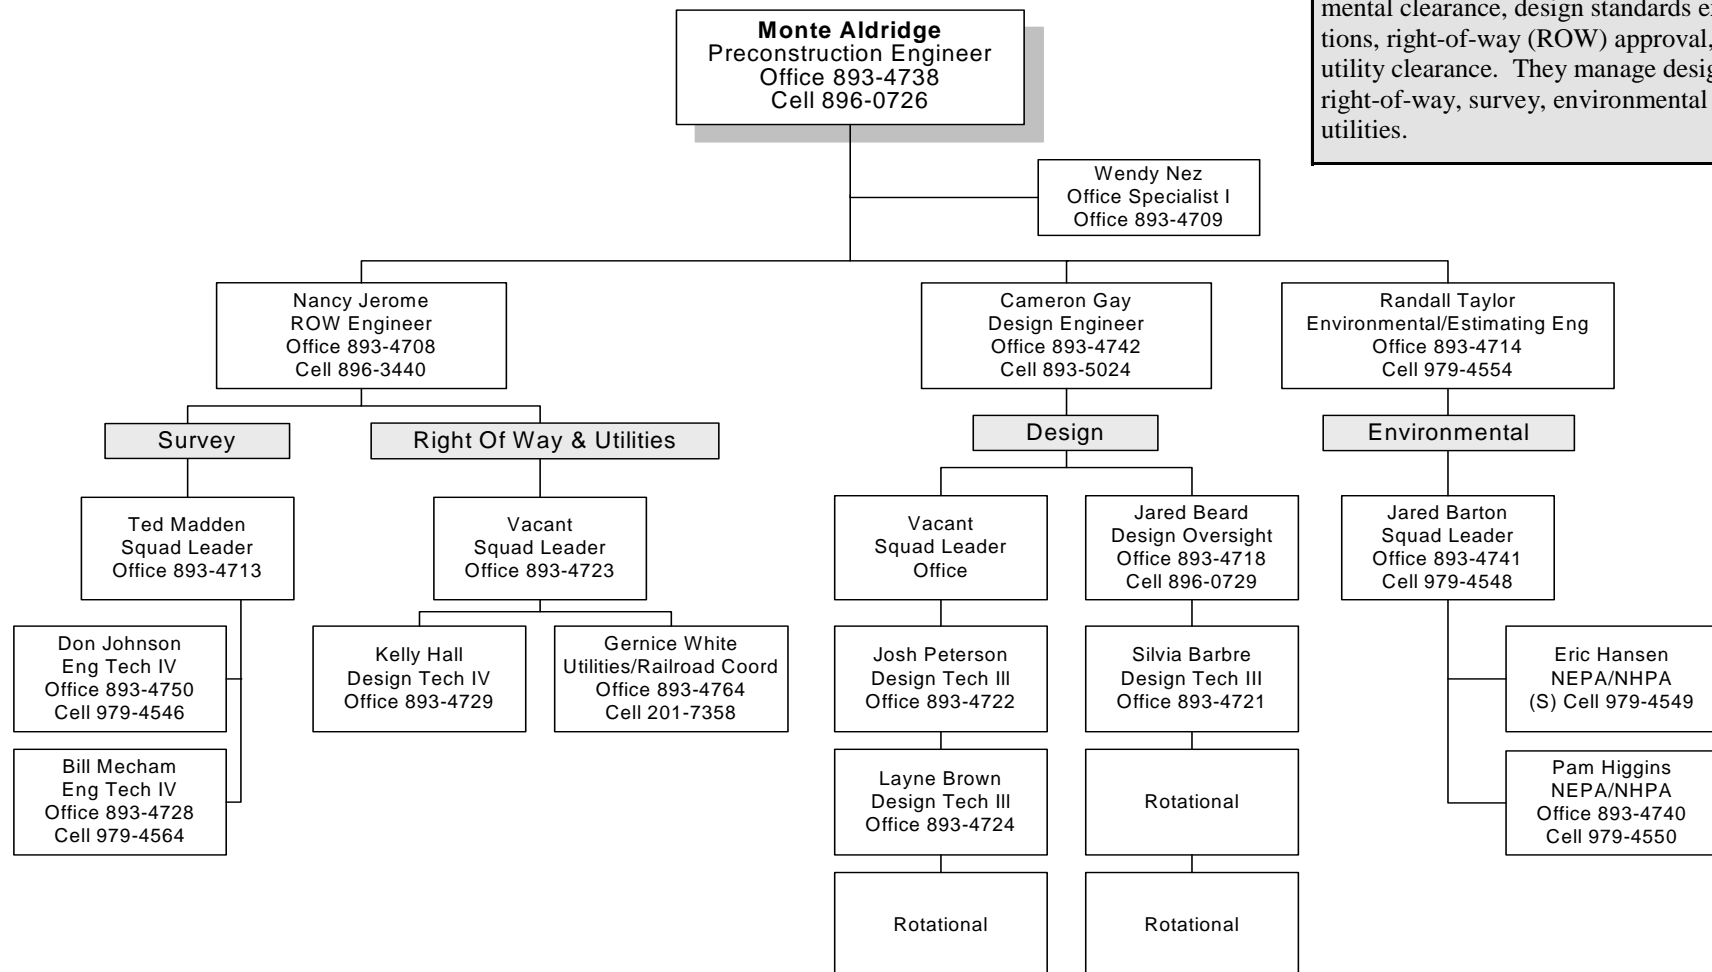 mental clearance, design standards
tions, right-of-way (ROW) approval,
utility clearance.  They manage
right-of-way, survey, environmental
utilities.
Monte Aldridge
Preconstruction Engineer
Office 893-4738
Cell 896-0726
Wendy Nez
Office Specialist I
Office 893-4709
Nancy Jerome
ROW Engineer
Office 893-4708
Cell 896-3440
Cameron Gay
Design Engineer
Office 893-4742
Cell 893-5024
Randall Taylor
Environmental/Estimating Eng
Office 893-4714
Cell 979-4554
Survey
Right Of Way & Utilities
Design
Environmental
Ted Madden
Squad Leader
Office 893-4713
Vacant
Squad Leader
Office 893-4723
Vacant
Squad Leader
Office
Jared Beard
Design Oversight
Office 893-4718
Cell 896-0729
Jared Barton
Squad Leader
Office 893-4741
Cell 979-4548
Don Johnson
Eng Tech IV
Office 893-4750
Cell 979-4546
Kelly Hall
Design Tech IV
Office 893-4729
Gernice White
Utilities/Railroad Coord
Office 893-4764
Cell 201-7358
Josh Peterson
Design Tech III
Office 893-4722
Silvia Barbre
Design Tech III
Office 893-4721
Eric Hansen
NEPA/NHPA
(S) Cell 979-4549
Bill Mecham
Eng Tech IV
Office 893-4728
Cell 979-4564
Layne Brown
Design Tech III
Office 893-4724
Rotational
Pam Higgins
NEPA/NHPA
Office 893-4740
Cell 979-4550
Rotational
Rotational